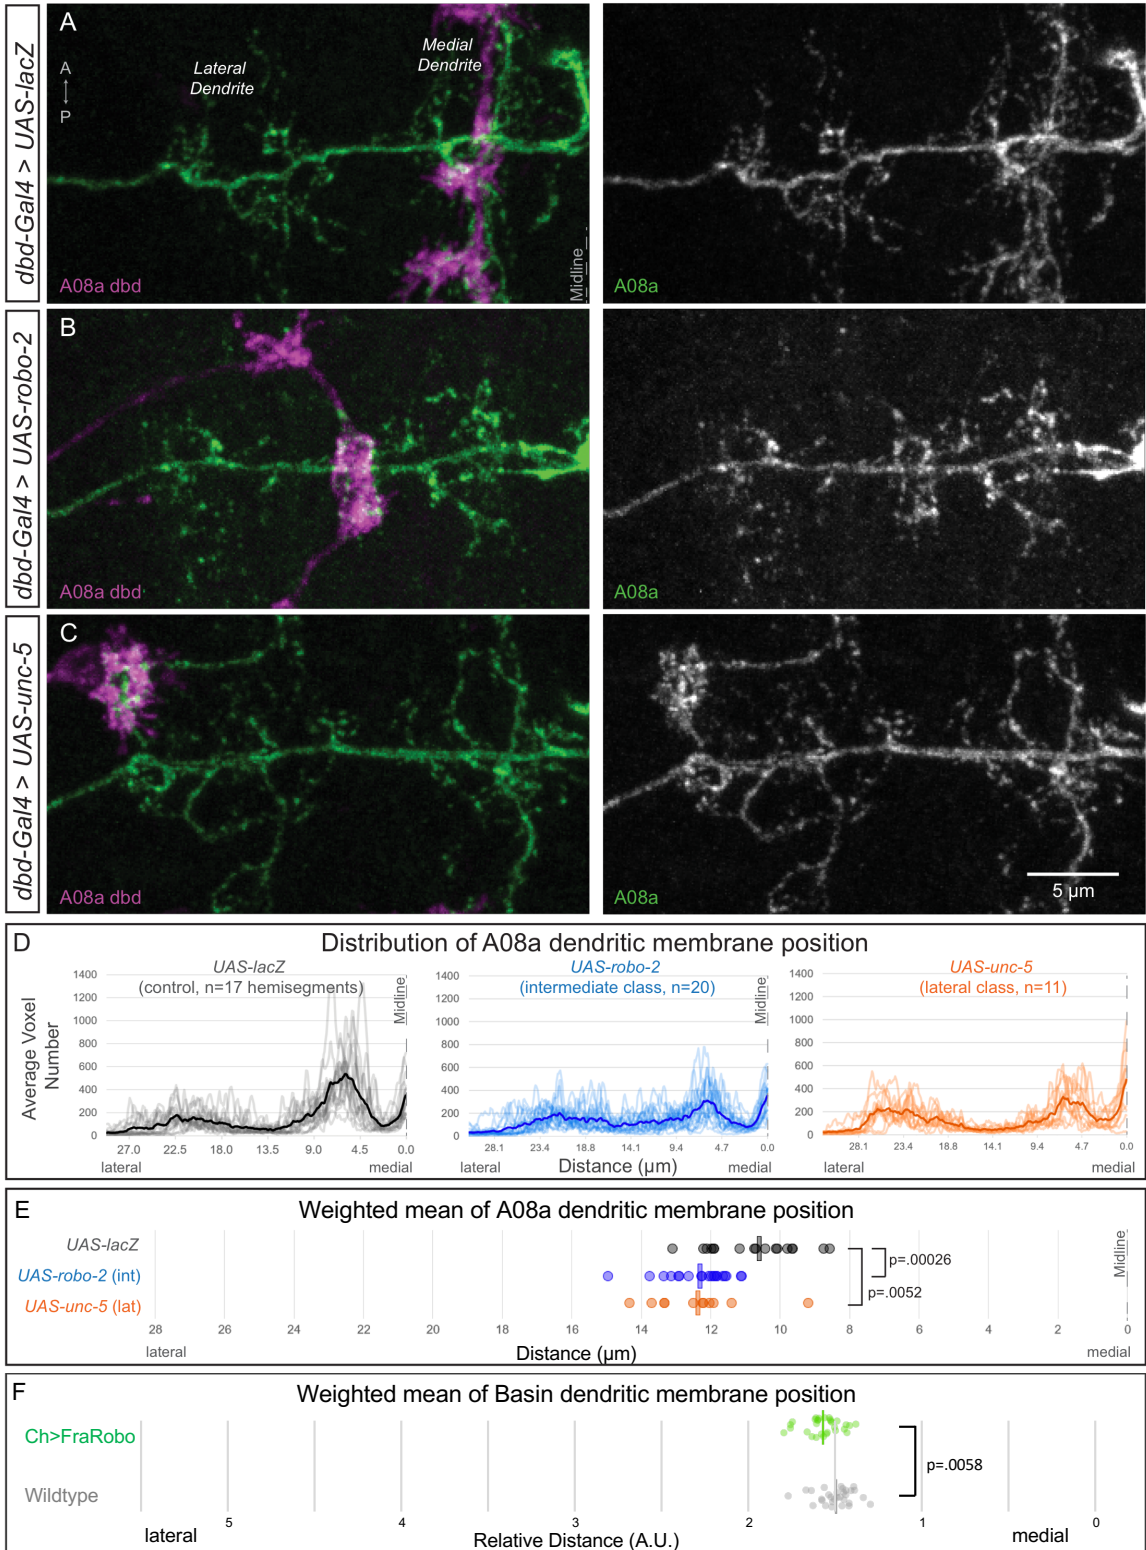 dbd-Gal4 > UAS-lacZ
A
A
P
Lateral
Dendrite
Medial
Dendrite
Midline
A08a dbd
A08a
dbd-Gal4 > UAS-robo-2
B
A08a dbd
A08a
dbd-Gal4 > UAS-unc-5
C
A08a dbd
A08a
5 µm
D
Distribution of A08a dendritic membrane position
Average Voxel
Number
UAS-lacZ
(control, n=17 hemisegments)
Midline
1400
1200
1000
800
600
400
200
0
27.0 22.5 18.0 13.5 9.0 4.5 0.0
lateral medial
UAS-robo-2
(intermediate class, n=20)
Midline
1400
1200
1000
800
600
400
200
0
28.1 23.4 18.8 14.1 9.4 4.7 0.0
lateral medial
UAS-unc-5
(lateral class, n=11)
Midline
1400
1200
1000
800
600
400
200
0
28.1 23.4 18.8 14.1 9.4 4.7 0.0
lateral medial
Distance (µm)
E
Weighted mean of A08a dendritic membrane position
UAS-lacZ
UAS-robo-2 (int)
UAS-unc-5 (lat)
p=.00026
p=.0052
Midline
28 26 24 22 20 18 16 14 12 10 8 6 4 2 0
lateral Distance (µm) medial
F
Weighted mean of Basin dendritic membrane position
Ch>FraRobo
p=.0058
Wildtype
5 4 3 2 1 0
lateral Relative Distance (A.U.) medial